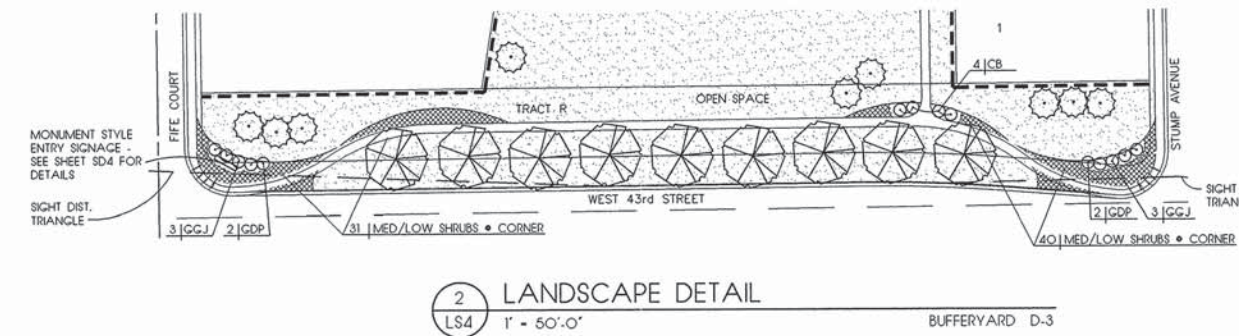 1
4 | CB
FIFE COURT
STUMP AVENUE
TRACT R
OPEN SPACE
MONUMENT STYLE
ENTRY SIGNAGE -
SEE SHEET SD4 FOR
DETAILS
SIGHT DIST.
TRIANGLE
WEST 43rd STREET
SIGHT
TRIAN
3 | GGJ
2 | GDP
31 | MED/LOW SHRUBS • CORNER
2 | GDP
3 | GGJ
40 | MED/LOW SHRUBS • CORNER
2
LS4
LANDSCAPE DETAIL
1" - 50'-0"
BUFFERYARD D-3